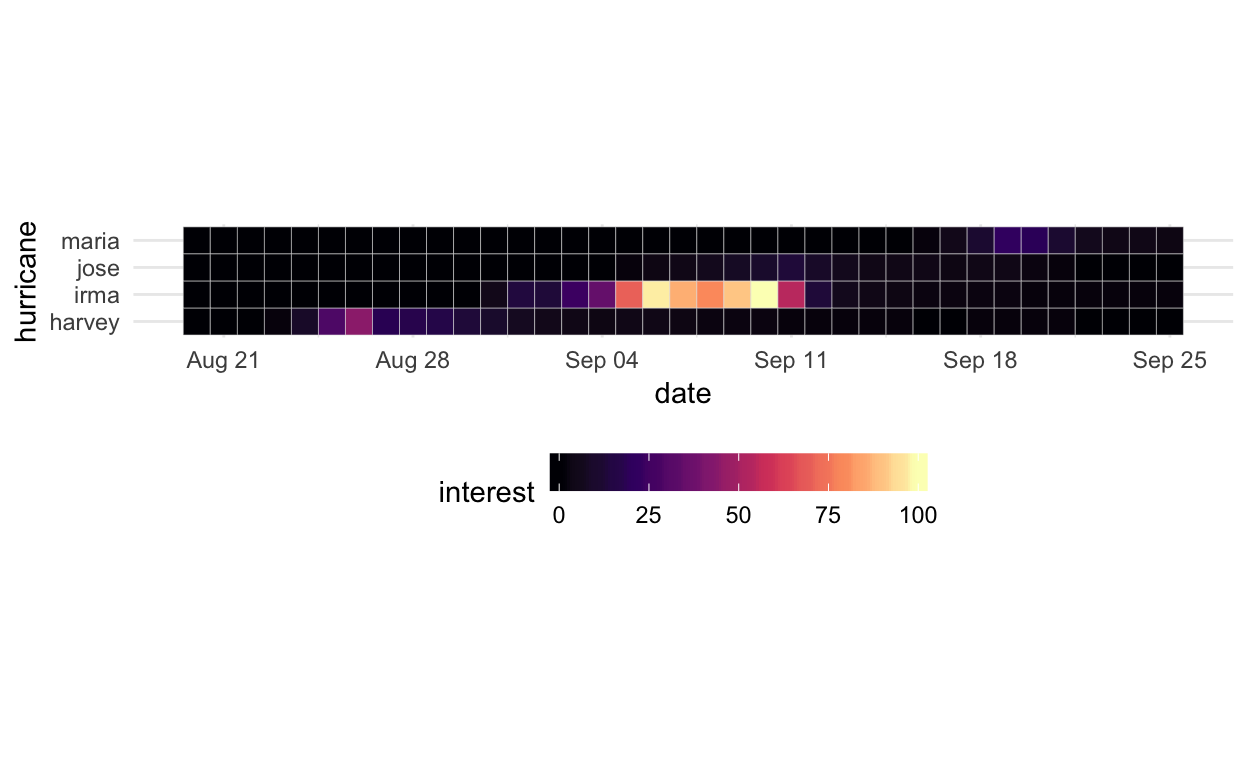 hurricane
maria
jose
irma
harvey
Aug 21 Aug 28 Sep 04 Sep 11 Sep 18 Sep 25
date
interest
0 25 50 75 100